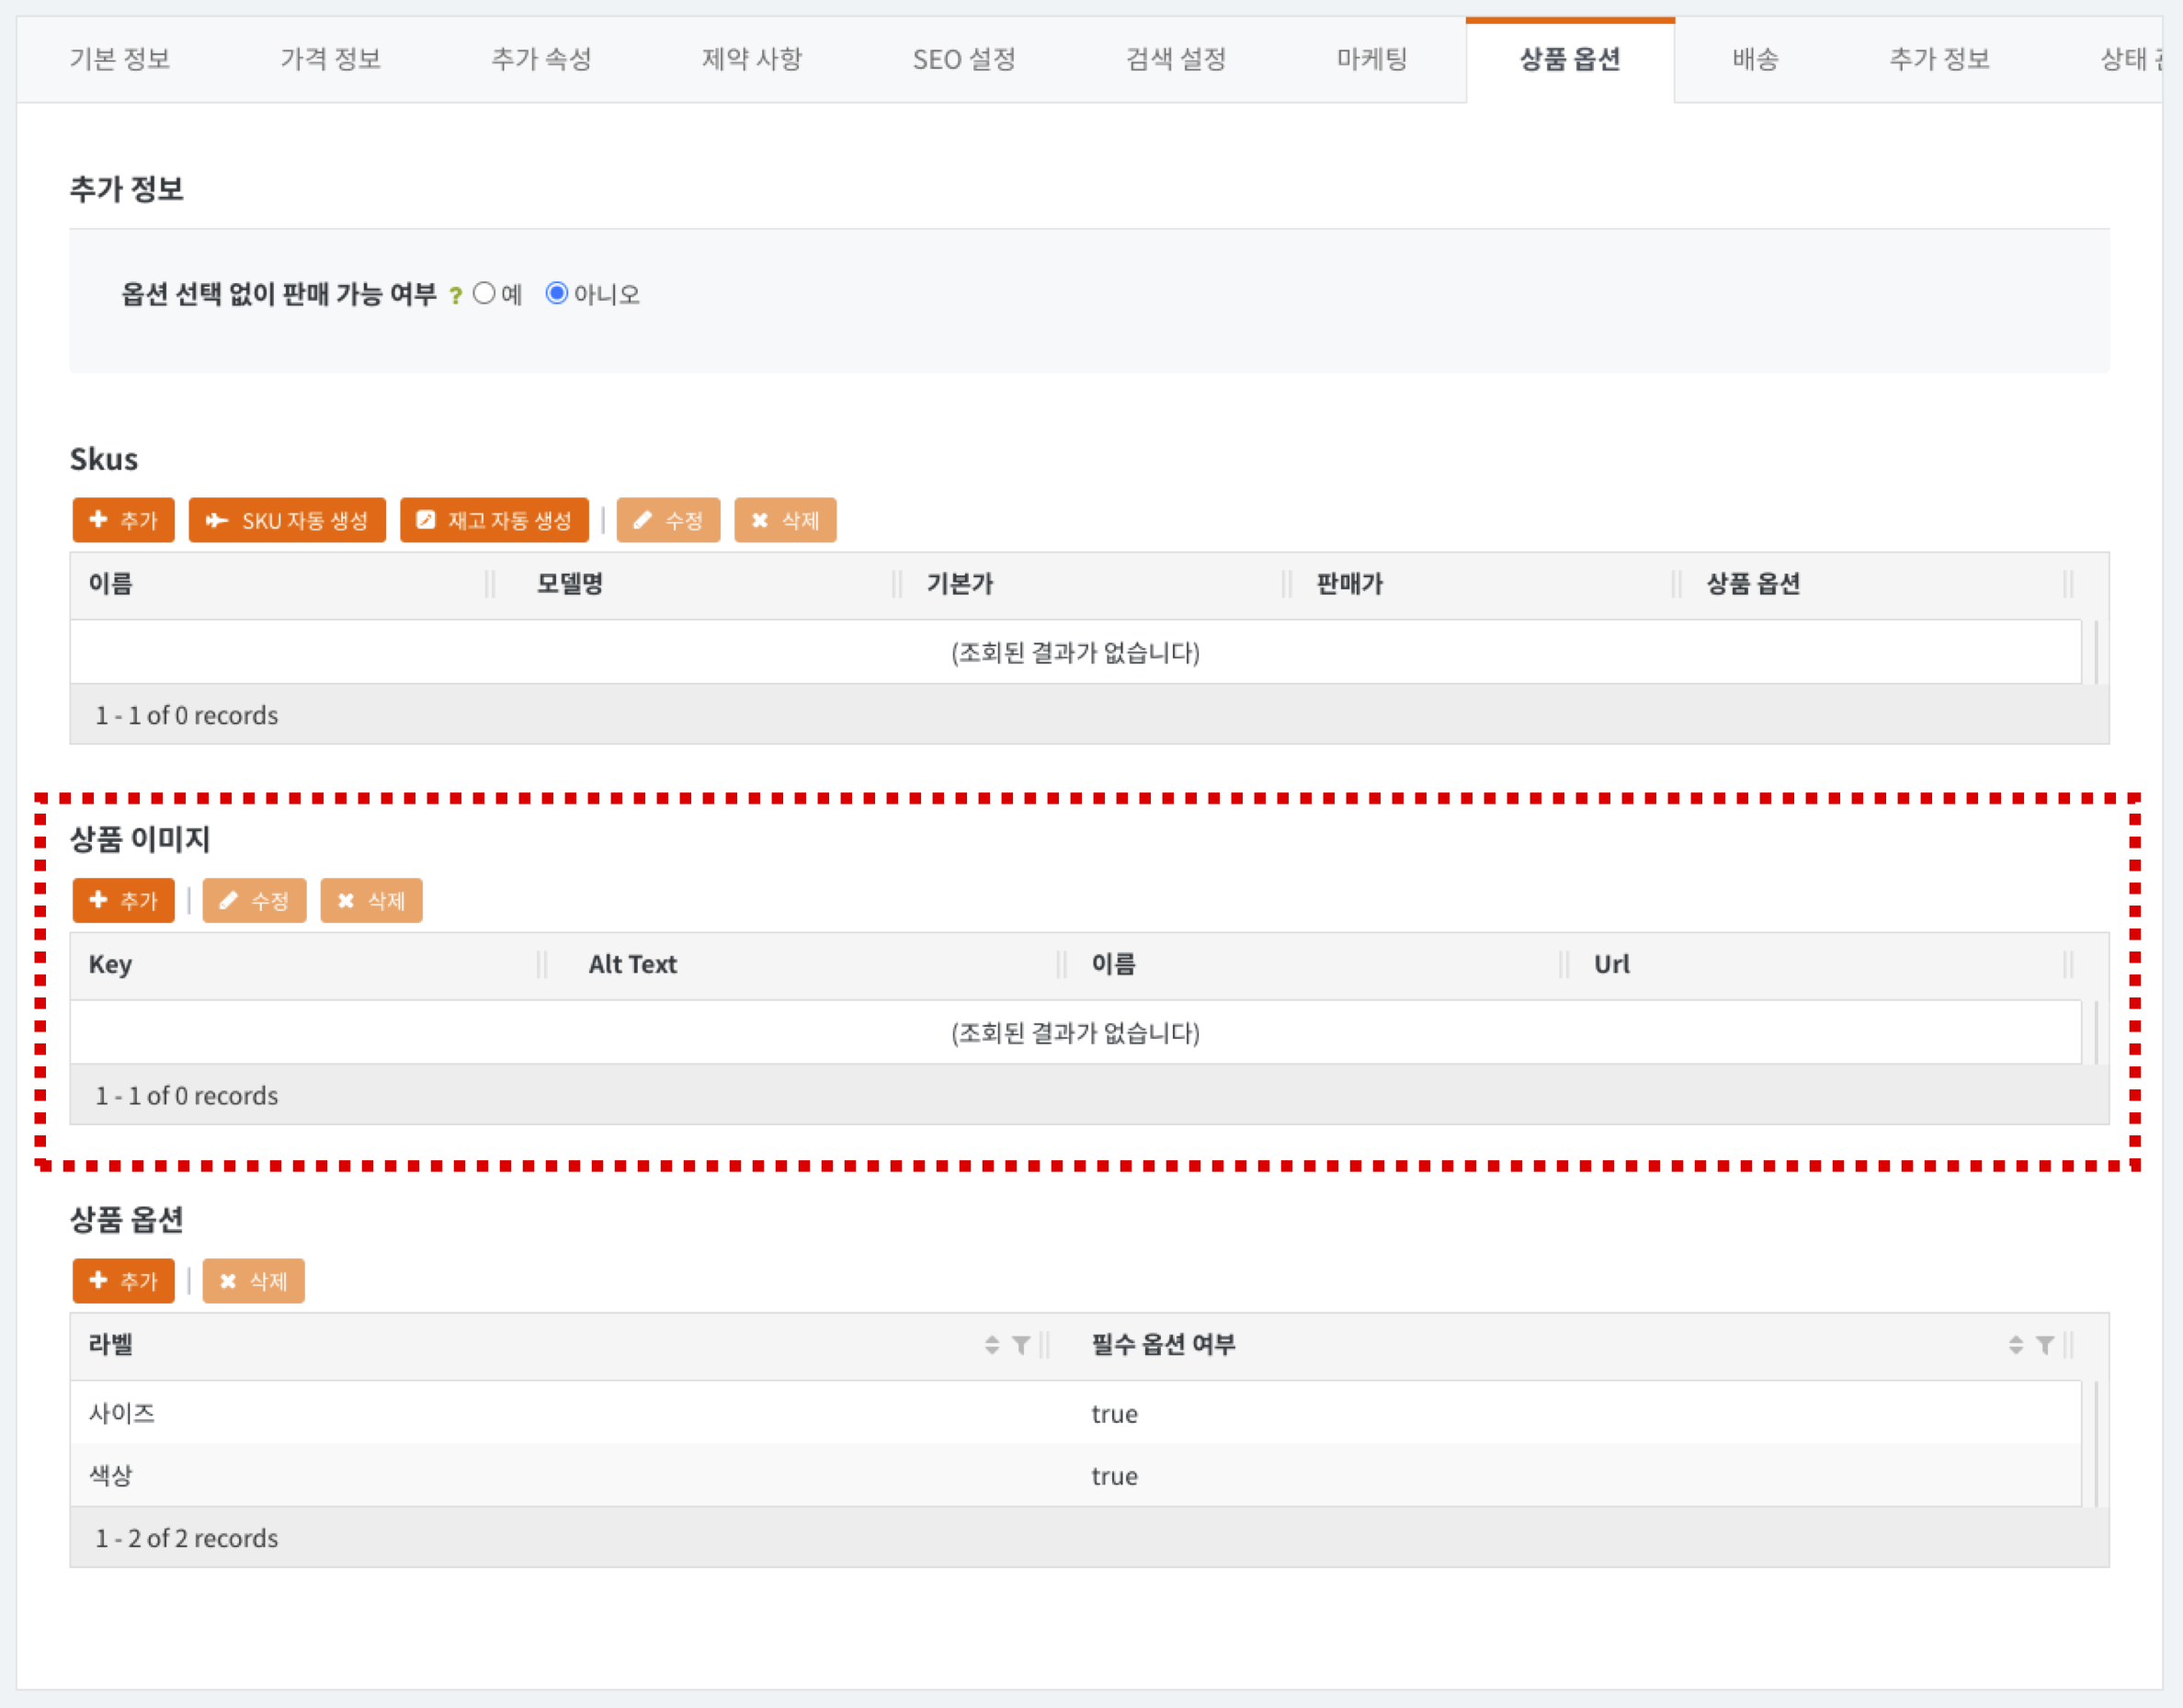 기본 정보 가격 정보 추가 속성 제약 사항 SEO 설정 검색 설정 마케팅 상품 옵션 배송 추가 정보 상태
추가 정보
옵션 선택 없이 판매 가능 여부 ? 예 아니오
Skus
추가 SKU 자동 생성 재고 자동 생성 수정 삭제
이름 모델명 기본가 판매가 상품 옵션
(조회된 결과가 없습니다)
1 - 1 of 0 records
상품 이미지
추가 수정 삭제
Key Alt Text 이름 Url
(조회된 결과가 없습니다)
1 - 1 of 0 records
상품 옵션
추가 삭제
라벨 필수 옵션 여부
사이즈 true
색상 true
1 - 2 of 2 records